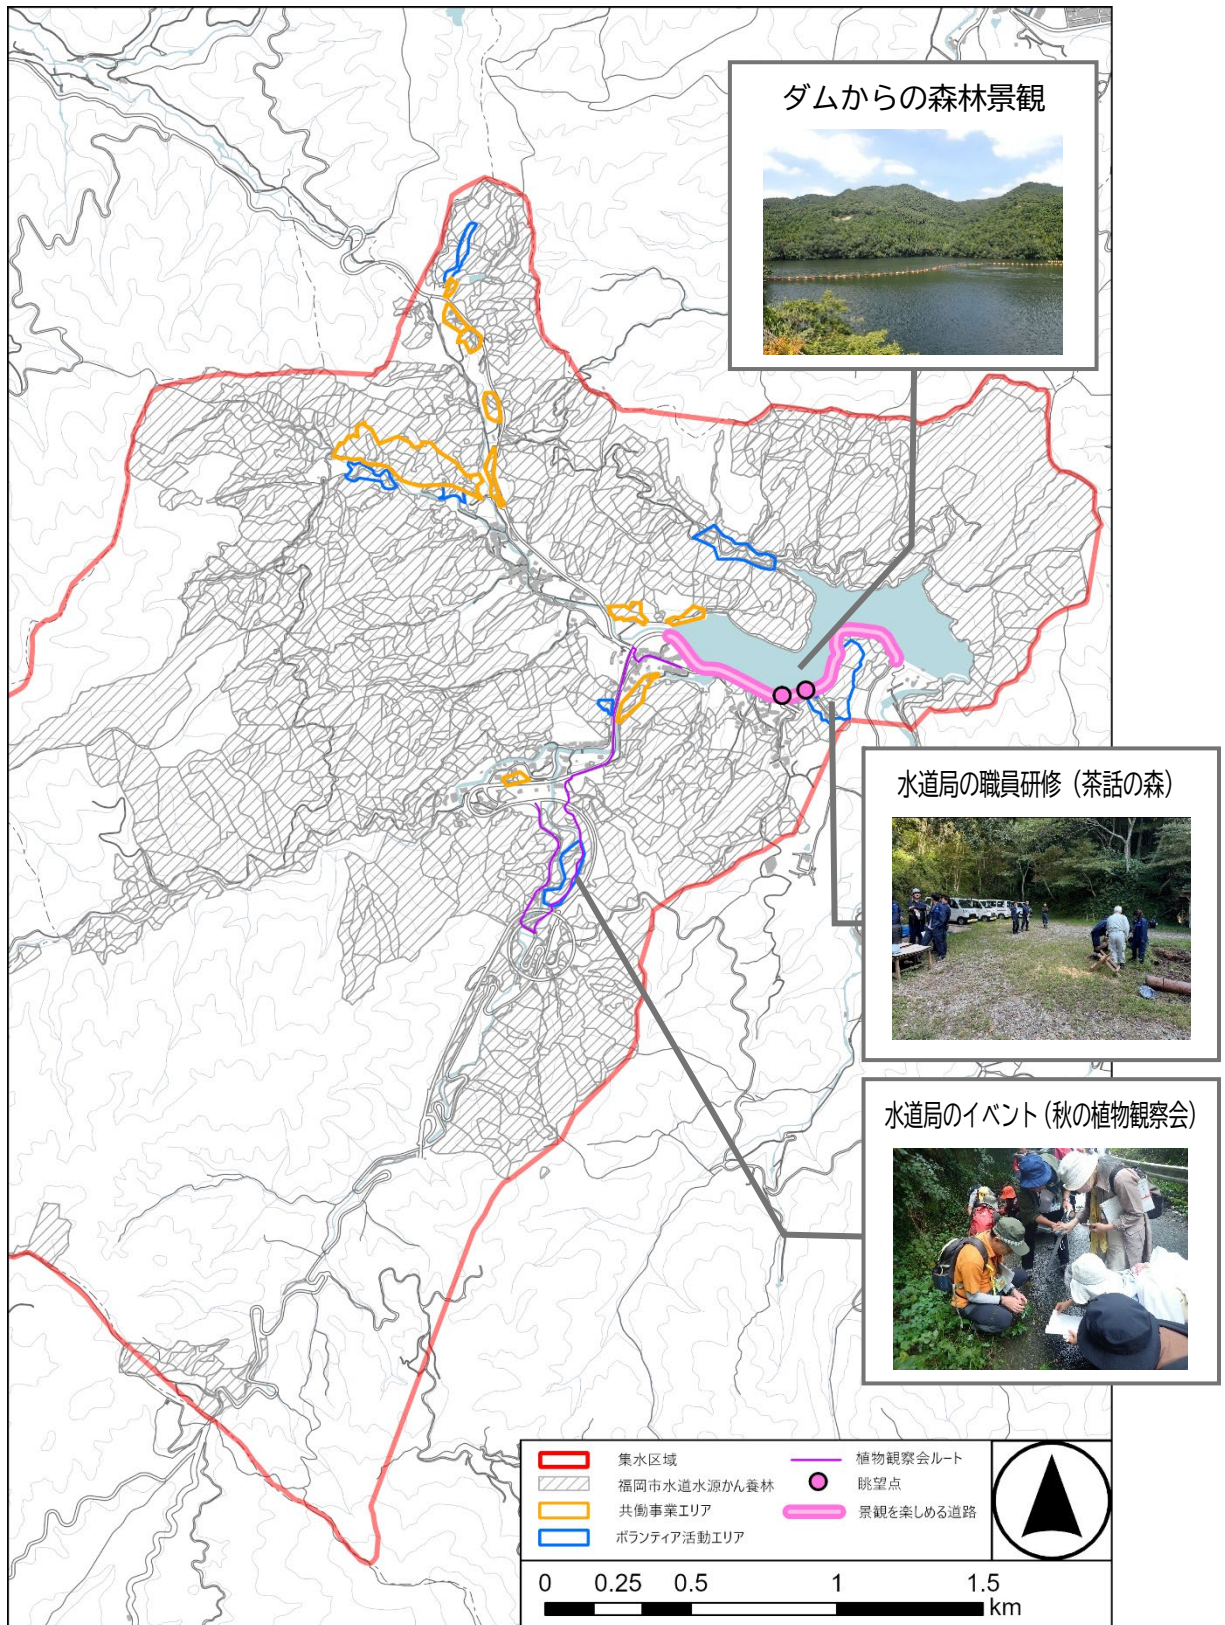 ダムからの森林景観
水道局の職員研修（茶話の森）
水道局のイベント（秋の植物観察会）
集水区域
福岡市水道水源かん養林
共働事業エリア
ボランティア活動エリア
植物観察会ルート
眺望点
景観を楽しめる道路
0 0.25 0.5 1 1.5
km